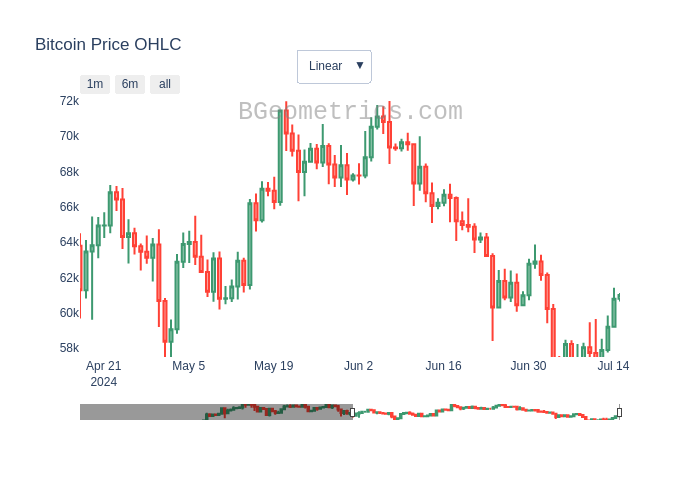 Bitcoin Price OHLC
Linear ▼
1m 6m all
BGeometrics.com
72k
70k
68k
66k
64k
62k
60k
58k
Apr 21 May 5 May 19 Jun 2 Jun 16 Jun 30 Jul 14
2024